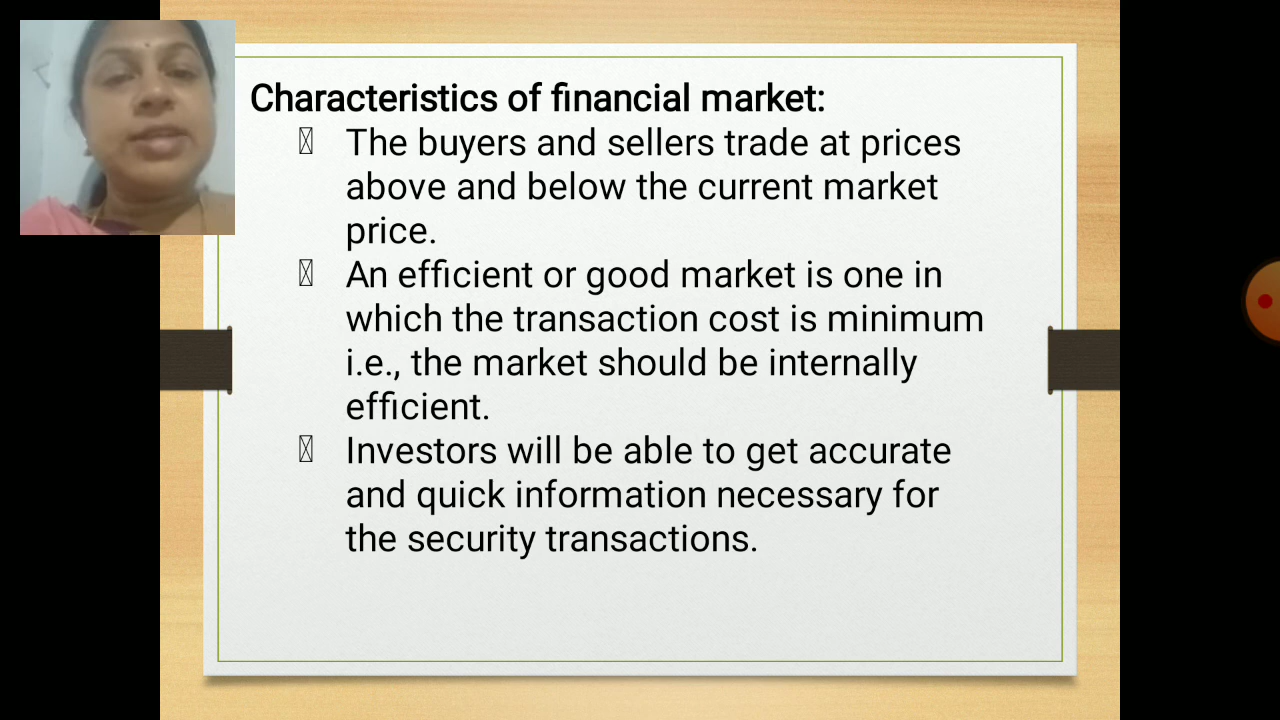 Characteristics of financial market:
The buyers and sellers trade at prices
above and below the current market
price.
An efficient or good market is one in
which the transaction cost is minimum
i.e., the market should be internally
efficient.
Investors will be able to get accurate
and quick information necessary for
the security transactions.